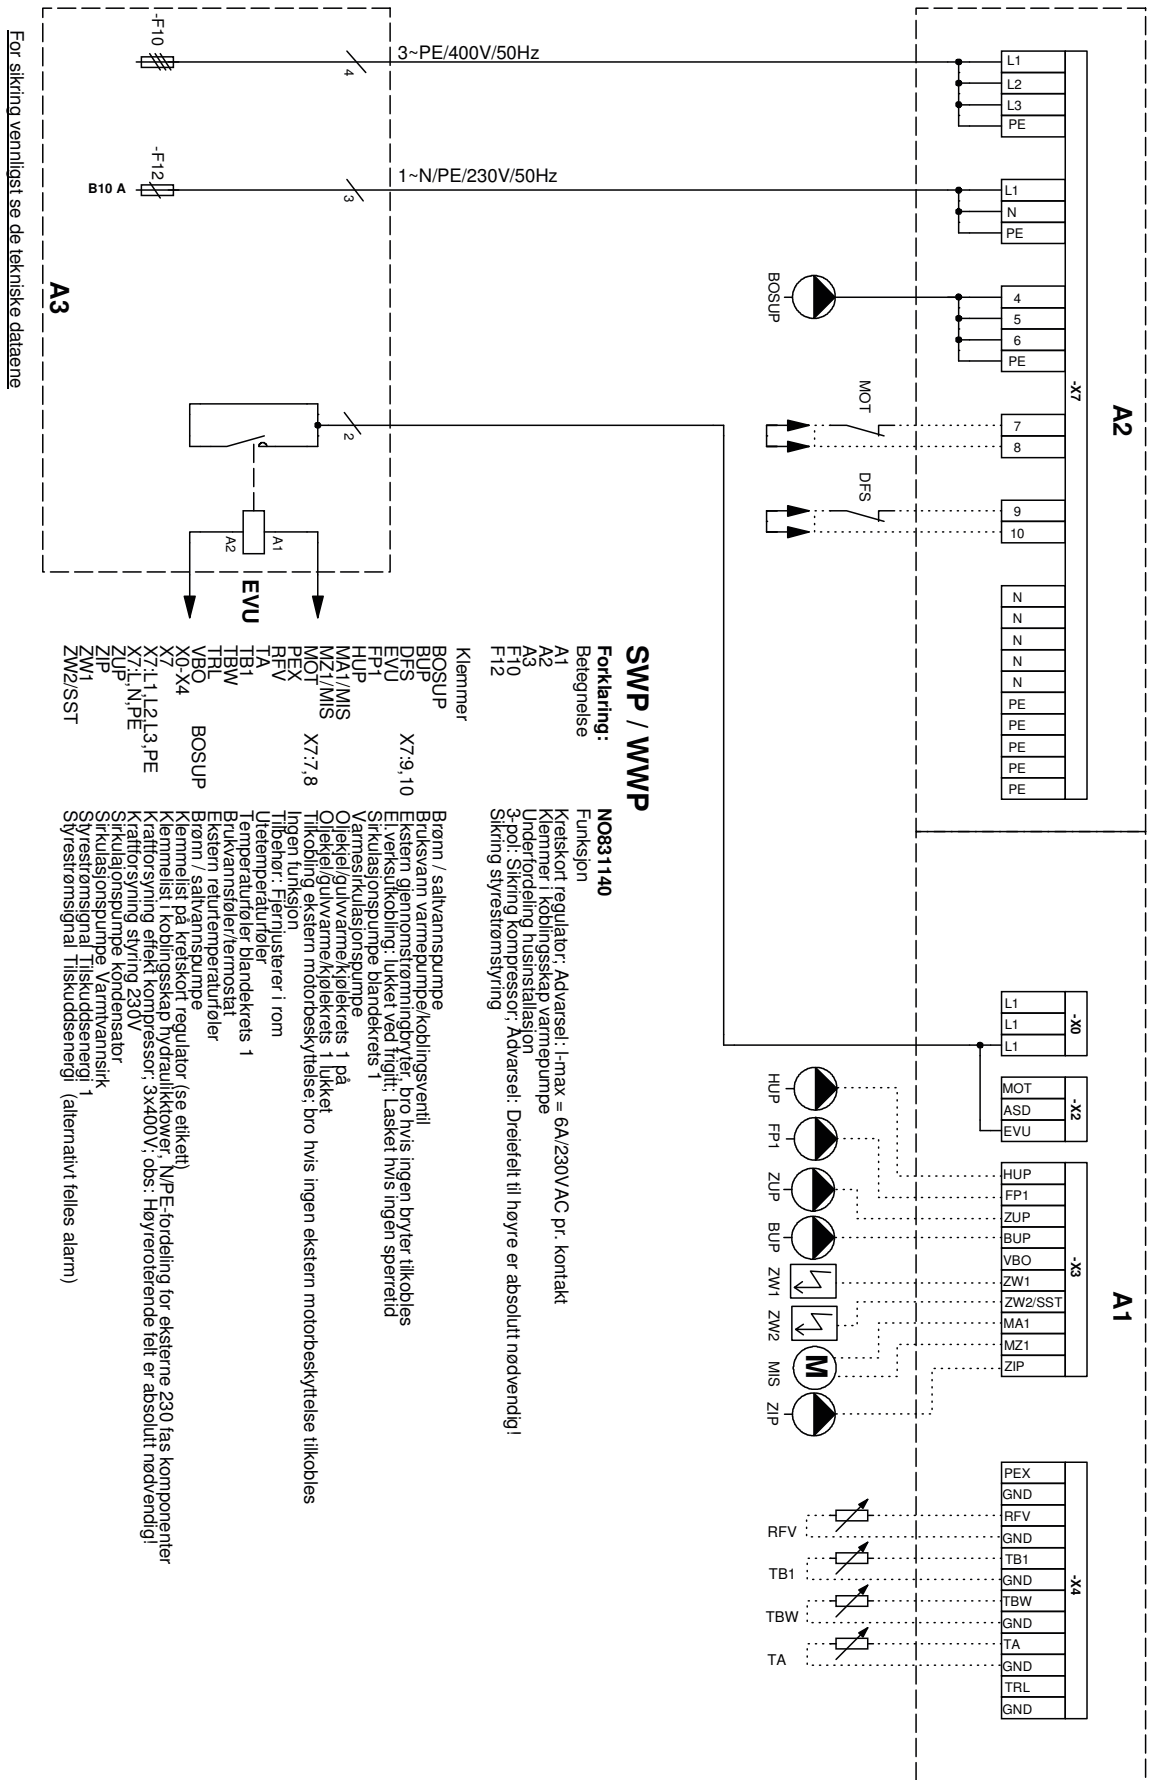 A2
-X7
L1
L2
L3
PE
L1
N
PE
4
5
6
PE
7
8
9
10
N
N
N
N
N
PE
PE
PE
PE
PE
A1
-X0
L1
L1
L1
-X2
MOT
ASD
EVU
-X3
HUP
FP1
ZUP
BUP
VBO
ZW1
ZW2/SST
MA1
MZ1
ZIP
-X4
PEX
GND
RFV
GND
TB1
GND
TBW
GND
TA
GND
TRL
GND
3~PE/400V/50Hz
1~N/PE/230V/50Hz
BOSUP
MOT
DFS
HUP
FP1
ZUP
BUP
ZW1
ZW2
MIS
M
ZIP
RFV
TB1
TBW
TA
-F10
4
-F12
B10 A
3
2
A1
A2
EVU
A3
For sikring vennligst se de tekniske dataene
SWP / WWP
Forklaring: NO831140
Betegnelse Funksjon
A1 Kretskort regulator; Advarsel: I-max = 6A/230VAC pr. kontakt
A2 Klemmer i koblingsskap varmepumpe
A3 Underfordeling husinstallasjon
F10 3-pol: Sikring kompressor; Advarsel: Dreiefelt til høyre er absolutt nødvendig!
F12 Sikring styrestrømstyring
Klemmer
BOSUP Brønn / saltvannspumpe
BUP Bruksvann varmepumpe/koblingsventil
DFS X7:9,10 Ekstern gjennomstrømningbryter, bro hvis ingen bryter tilkobles
EVU El.verksutkobling: lukket ved frigitt; Lasket hvis ingen sperretid
FP1 Sirkulasjonspumpe blandekrets 1
HUP Varmesirkulasjonspumpe
MA1/MIS Oljekjel/gulvvarme/kjølekrets 1 på
MZ1/MIS Oljekjel/gulvvarme/kjølekrets 1 lukket
MOT X7:7,8 Tilkobling ekstern motorbeskyttelse; bro hvis ingen ekstern motorbeskyttelse tilkobles
PEX Ingen funksjon
RFV Tilbehør: Fjernjusterer i rom
TA Utetemperaturføler
TB1 Temperaturføler blandekrets 1
TBW Brukvannsføler/termostat
TRL Ekstern returtemperaturføler
VBO BOSUP Brønn / saltvannspumpe
X0-X4 Klemmelist på kretskort regulator (se etikett)
X7 Klemmelist i koblingsskap hydraulikktower, N/PE-fordeling for eksterne 230 fas komponenter
X7:L1,L2,L3,PE Kraftforsyning effekt kompressor; 3x400V; obs: Høyreroterende felt er absolutt nødvendig!
X7:L,N,PE Kraftforsyning styring 230V
ZUP Sirkulajonspumpe kondensator
ZIP Sirkulasjonspumpe Varmtvannsirk
ZW1 Styrestrømsignal Tilskuddsenergi 1
ZW2/SST Styrestrømsignal Tilskuddsenergi (alternativt felles alarm)